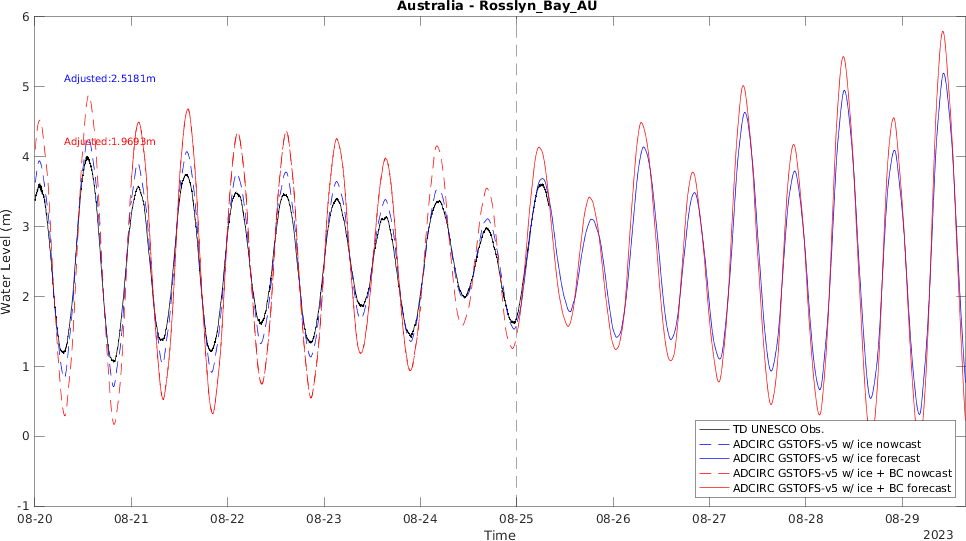 Australia - Rosslyn_Bay_AU
Adjusted:2.5181m
Adjusted:1.9693m
Water Level (m)
6
5
4
3
2
1
0
-1
08-20
08-21
08-22
08-23
08-24
08-25
08-26
08-27
08-28
08-29
Time
2023
TD UNESCO Obs.
ADCIRC GSTOFS-v5 w/ ice nowcast
ADCIRC GSTOFS-v5 w/ ice forecast
ADCIRC GSTOFS-v5 w/ ice + BC nowcast
ADCIRC GSTOFS-v5 w/ ice + BC forecast